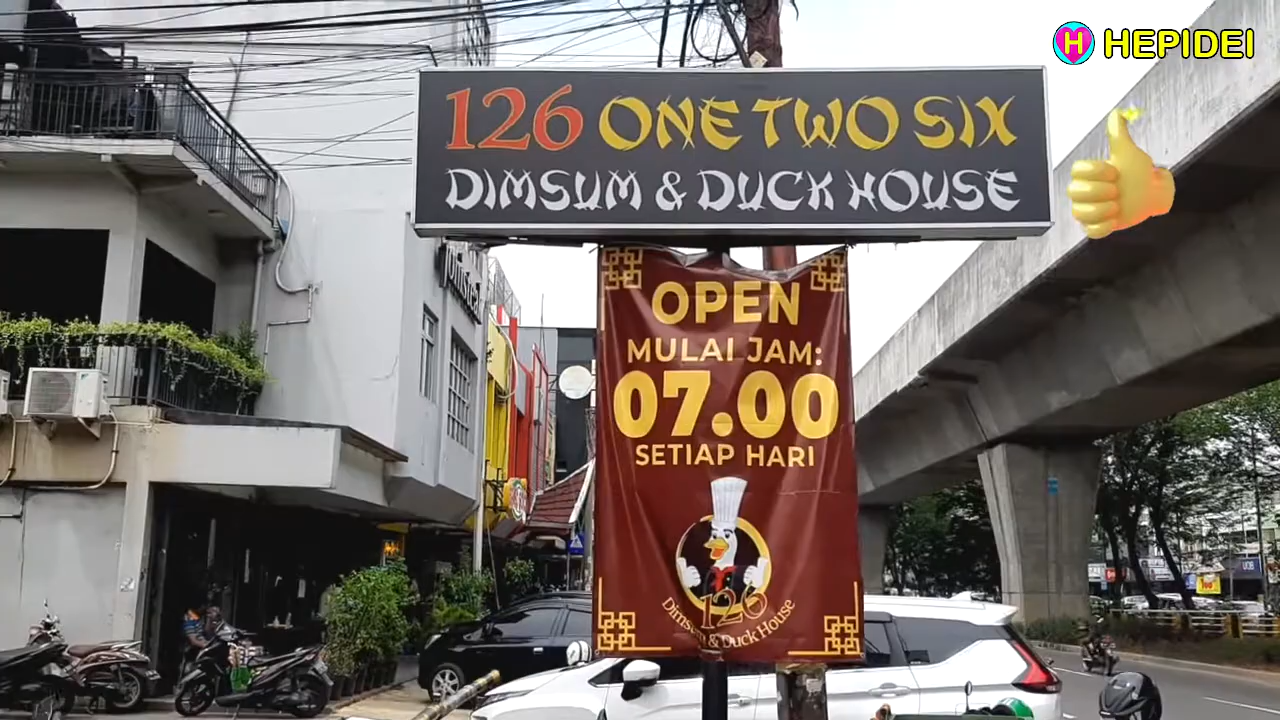 H HEPIDEI
126 ONE TWO SIX
DIMSUM & DUCK HOUSE
OPEN
MULAI JAM:
07.00
SETIAP HARI
126
Dimsum & Duck House
UOB